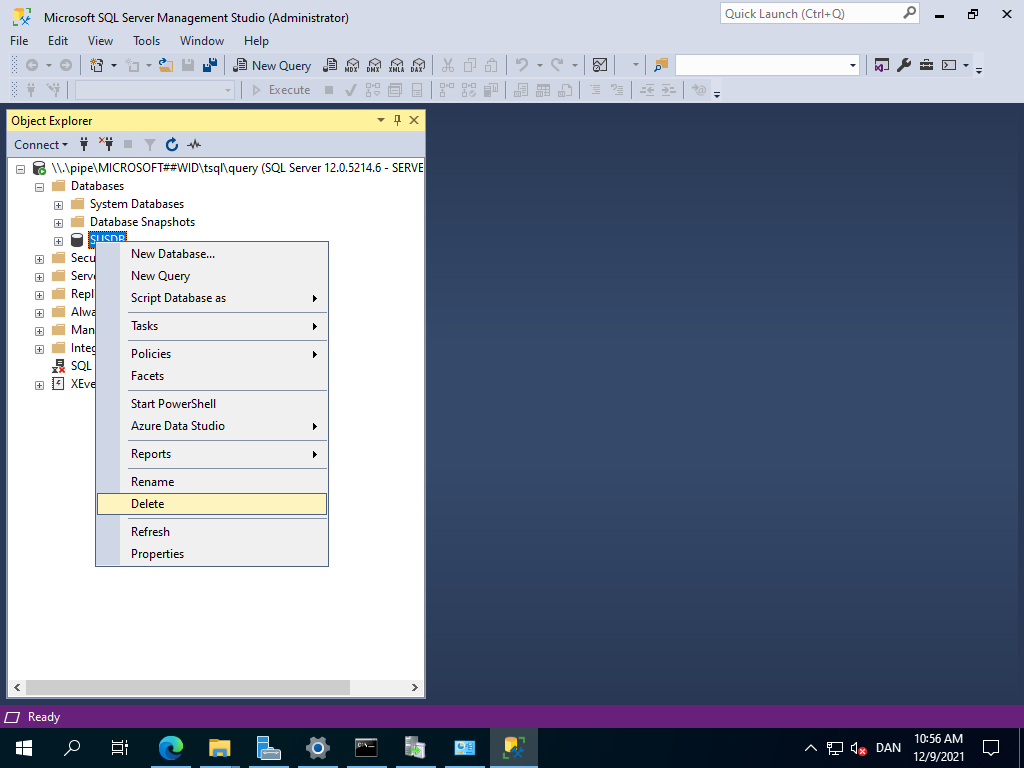 Microsoft SQL Server Management Studio (Administrator)
Quick Launch (Ctrl+Q)
File Edit View Tools Window Help
New Query
MDX DMX XMLA DAX
Execute
Object Explorer
Connect
\\.\pipe\MICROSOFT##WID\tsql\query (SQL Server 12.0.5214.6 - SERVE
Databases
System Databases
Database Snapshots
SUSDB
Secu
Serve
Repli
Alwa
Man
Integ
SQL
XEve
New Database...
New Query
Script Database as
Tasks
Policies
Facets
Start PowerShell
Azure Data Studio
Reports
Rename
Delete
Refresh
Properties
Ready
DAN
10:56 AM
12/9/2021